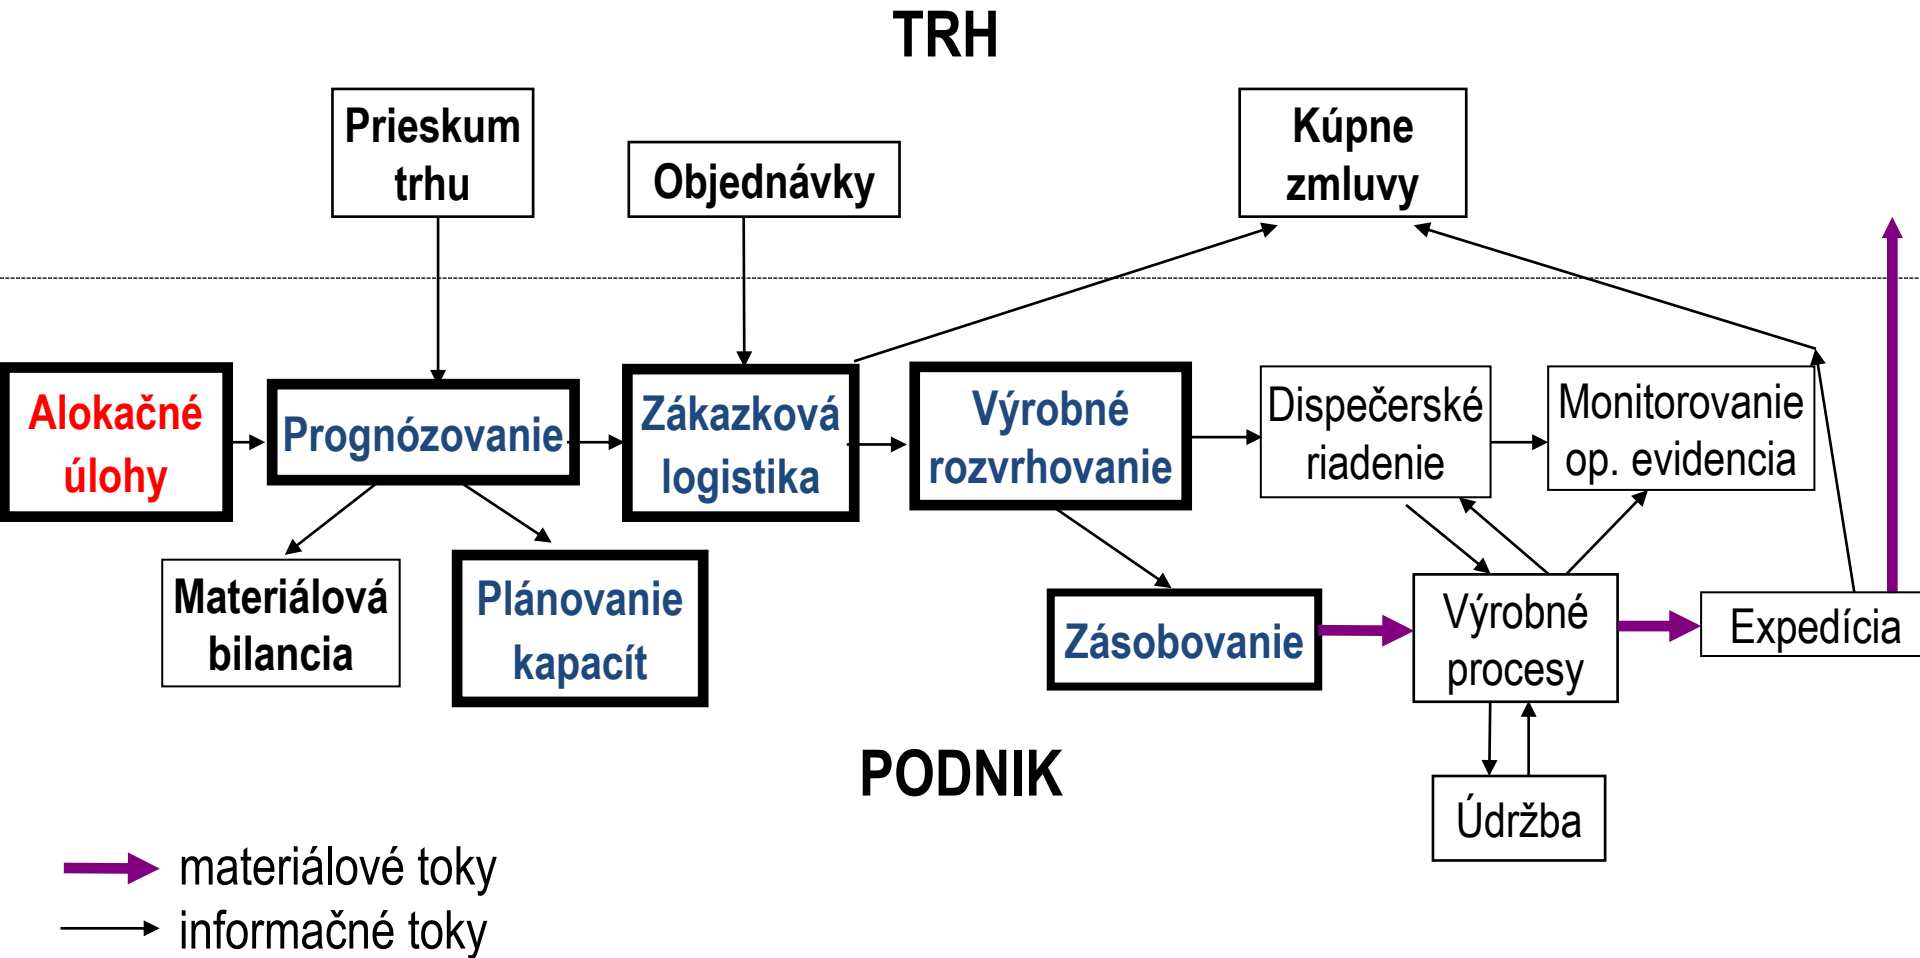 TRH
Prieskum
trhu
Objednávky
Kúpne
zmluvy
Alokačné
úlohy
Prognózovanie
Zákazková
logistika
Výrobné
rozvrhovanie
Dispečerské
riadenie
Monitorovanie
op. evidencia
Materiálová
bilancia
Plánovanie
kapacít
Zásobovanie
Výrobné
procesy
Expedícia
PODNIK
Údržba
materiálové toky
informačné toky